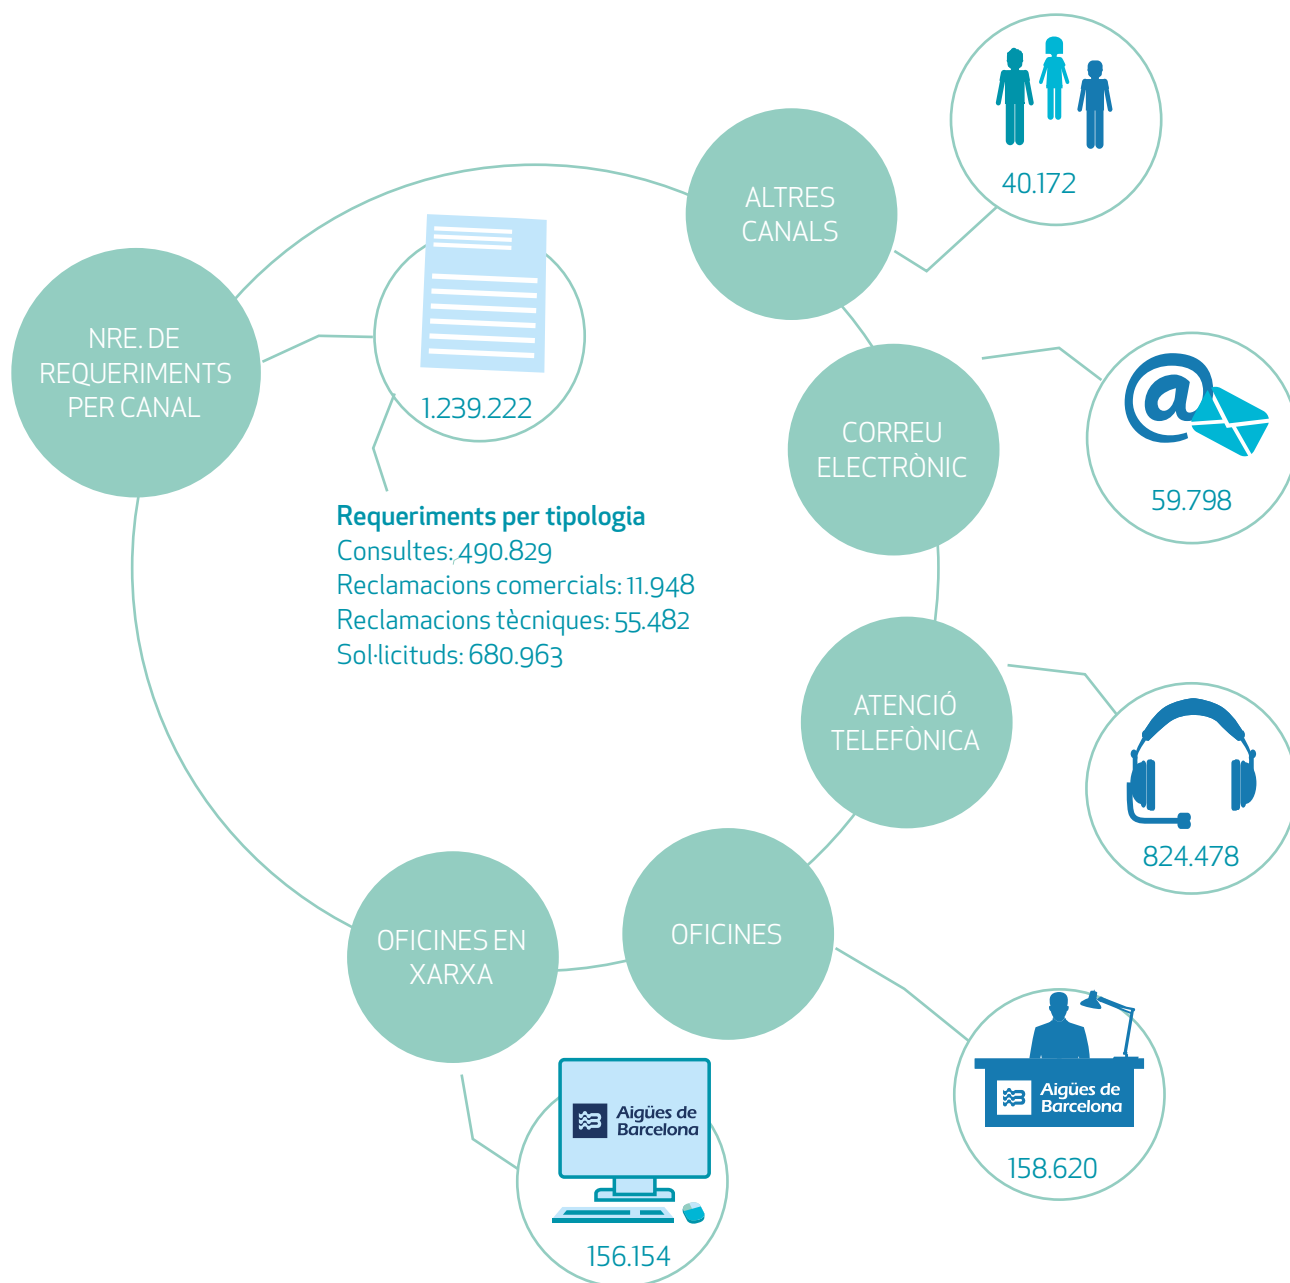 40.172
ALTRES
CANALS
NRE. DE
REQUERIMENTS
PER CANAL
1.239.222
CORREU
ELECTRÒNIC
59.798
Requeriments per tipologia
Consultes: 490.829
Reclamacions comercials: 11.948
Reclamacions tècniques: 55.482
Sol·licituds: 680.963
ATENCIÓ
TELEFÒNICA
824.478
OFICINES
OFICINES EN
XARXA
Aigües de
Barcelona
158.620
Aigües de
Barcelona
156.154